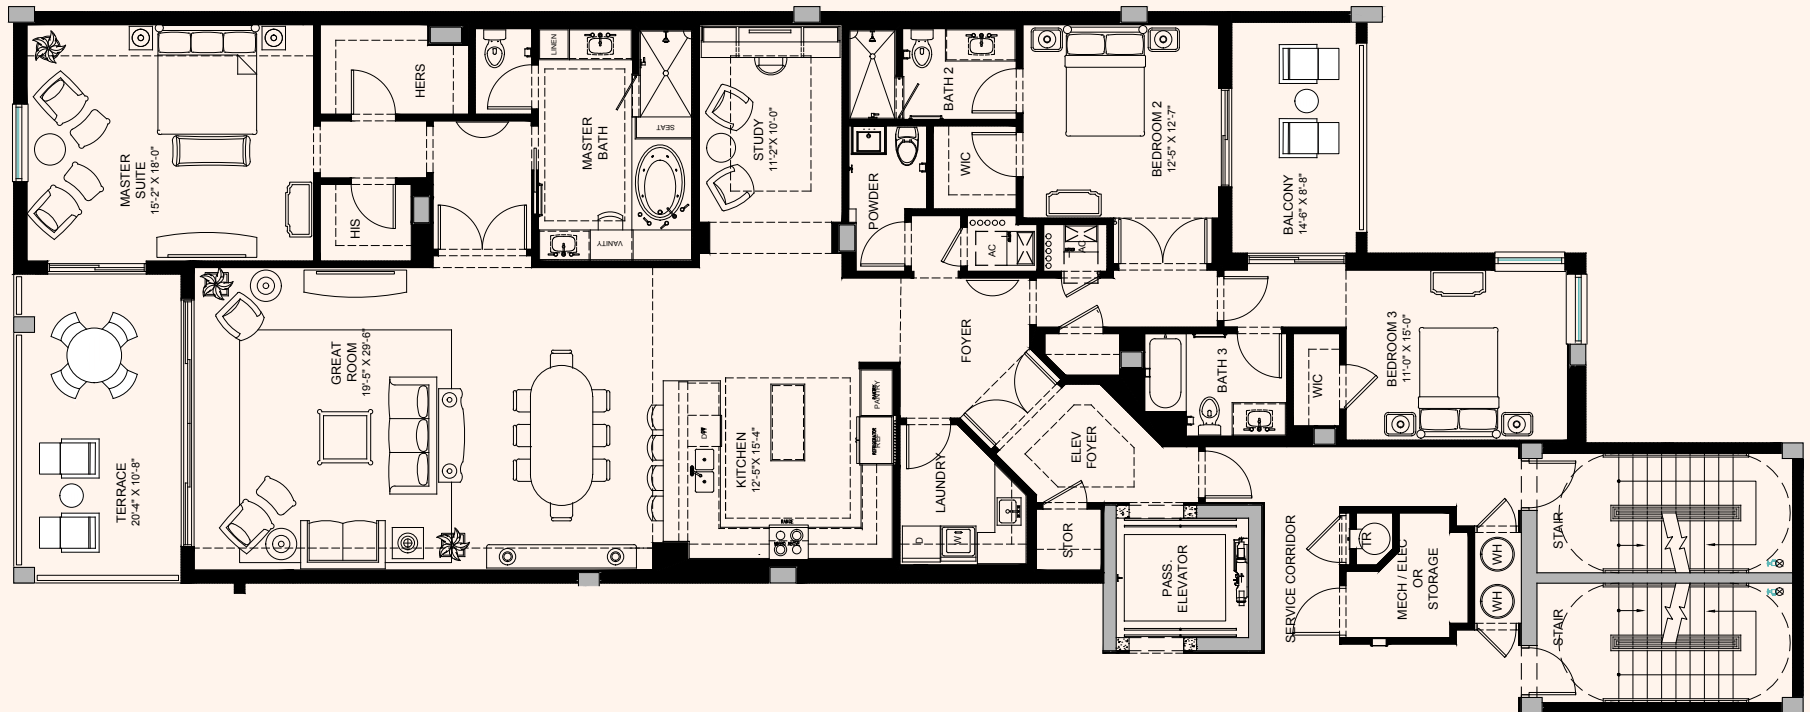 MASTER
SUITE
15'-2" X 18'-0"
HERS
HIS
LINEN
MASTER
BATH
SEAT
VANITY
STUDY
11'-2"X 10'-0"
POWDER
BATH 2
WIC
AC
AC
BEDROOM 2
12'-5" X 12'-7"
BALCONY
14'-6" X 8'-8"
BEDROOM 3
11'-0" X 15'-0"
WIC
BATH 3
FOYER
GREAT
ROOM
19'-5" X 29'-6"
TERRACE
20'-4" X 10'-8"
KITCHEN
12'-5"X 15'-4"
PANTRY
REF
RANGE
LAUNDRY
D
W
ELEV
FOYER
STOR
PASS.
ELEVATOR
SERVICE CORRIDOR
TR
MECH / ELEC
OR
STORAGE
WH
WH
STAIR
STAIR